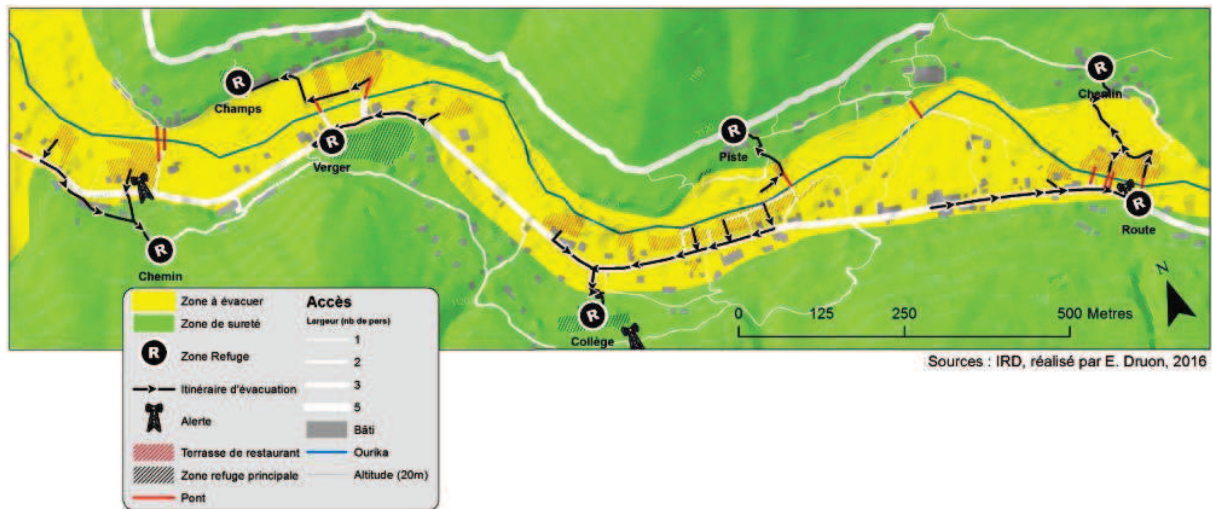 R
Champs
R
Verger
R
Chemin
R
Piste
R
Chemin
R
Route
R
Collège
1180
1120
N
0 125 250 500 Metres
Sources : IRD, réalisé par E. Druon, 2016
Zone à évacuer
Zone de sureté
R Zone Refuge
Itinéraire d'évacuation
Alerte
Terrasse de restaurant
Zone refuge principale
Pont
Accès
Largeur (nb de pers)
1
2
3
5
Bâti
Ourika
Altitude (20m)